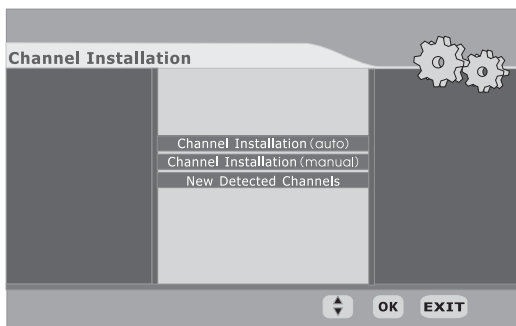 Channel Installation
Channel Installation (auto)
Channel Installation (manual)
New Detected Channels
OK EXIT